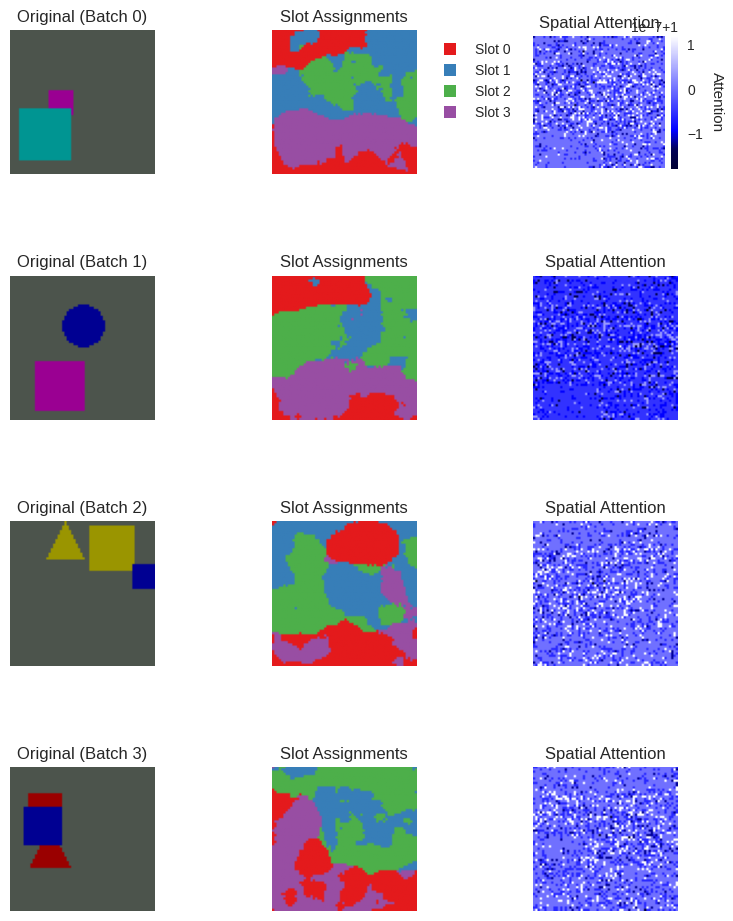 Original (Batch 0)
Slot Assignments
Slot 0
Slot 1
Slot 2
Slot 3
Spatial Attention
1e−7+1
1
0
−1
Attention
Original (Batch 1)
Slot Assignments
Spatial Attention
Original (Batch 2)
Slot Assignments
Spatial Attention
Original (Batch 3)
Slot Assignments
Spatial Attention